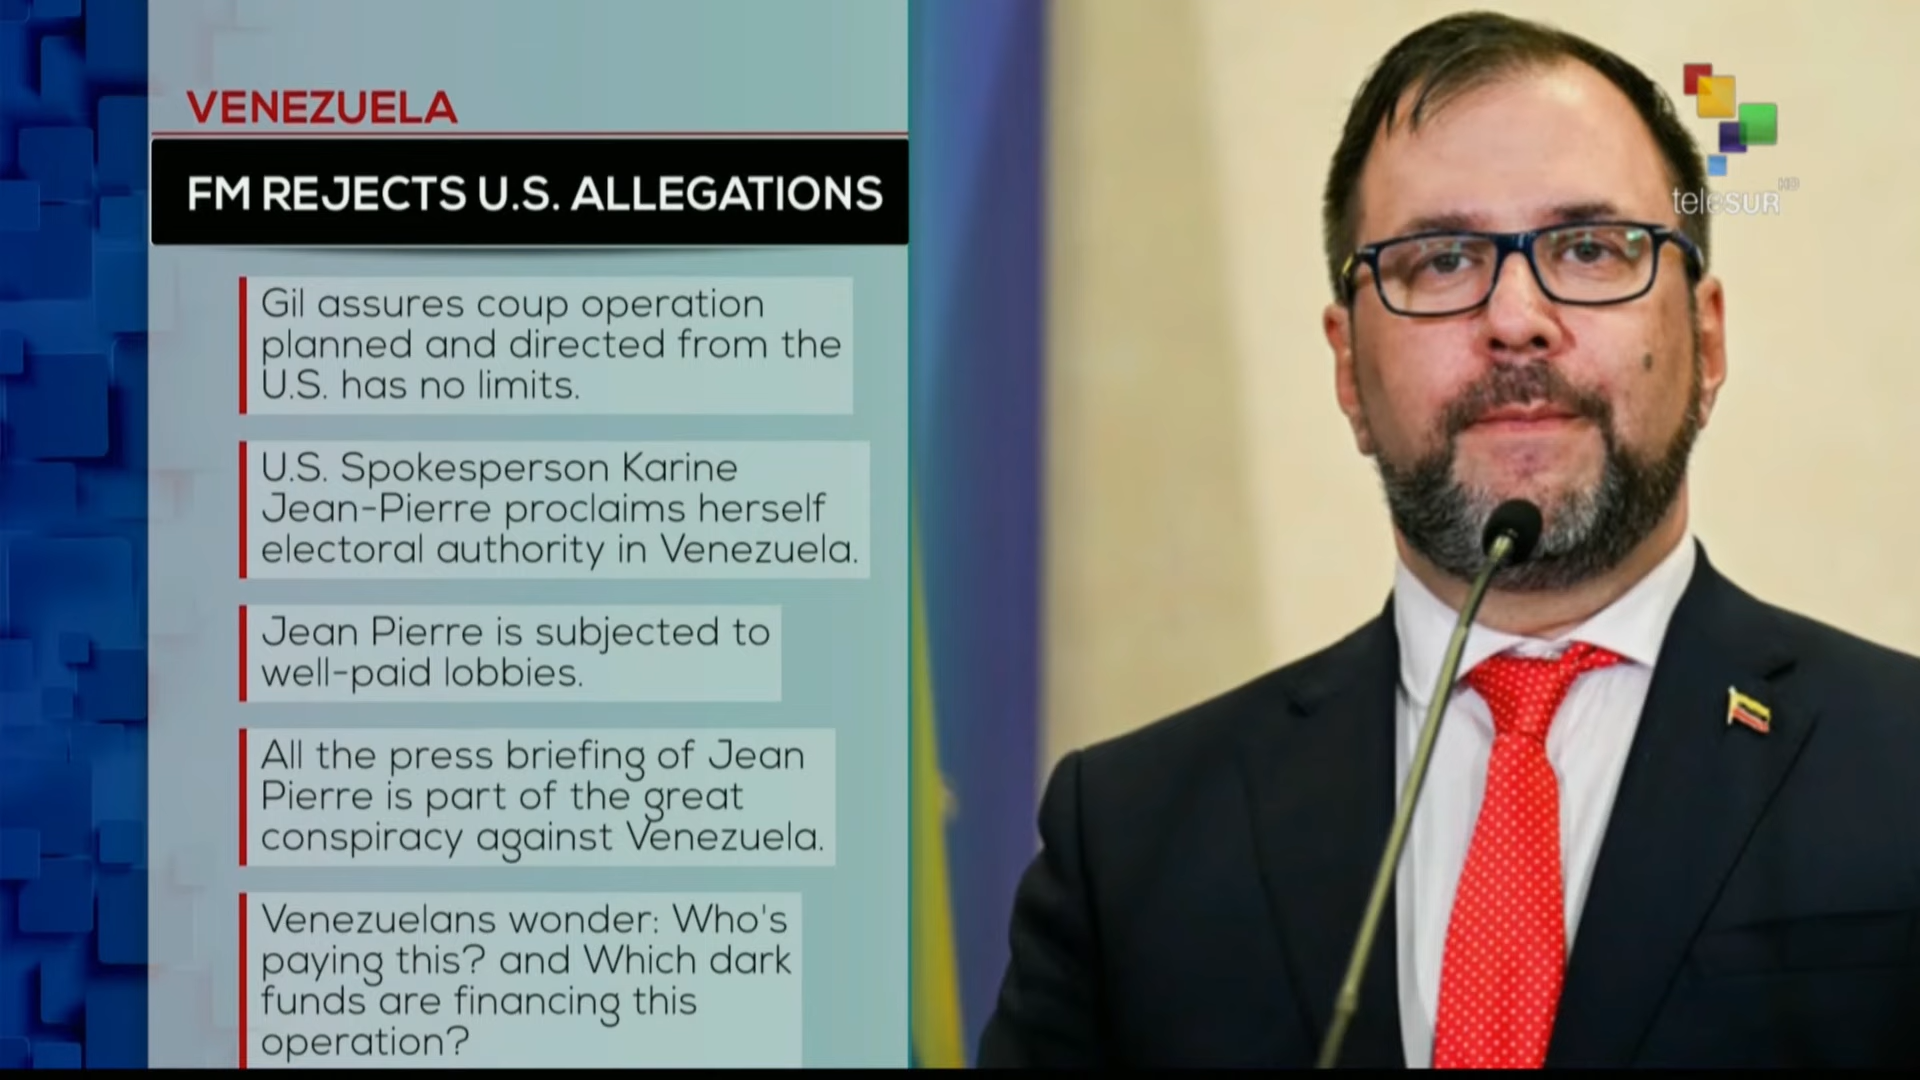 VENEZUELA
FM REJECTS U.S. ALLEGATIONS
Gil assures coup operation
planned and directed from the
U.S. has no limits.
U.S. Spokesperson Karine
Jean-Pierre proclaims herself
electoral authority in Venezuela.
Jean Pierre is subjected to
well-paid lobbies.
All the press briefing of Jean
Pierre is part of the great
conspiracy against Venezuela.
Venezuelans wonder: Who's
paying this? and Which dark
funds are financing this
operation?
teleSUR HD